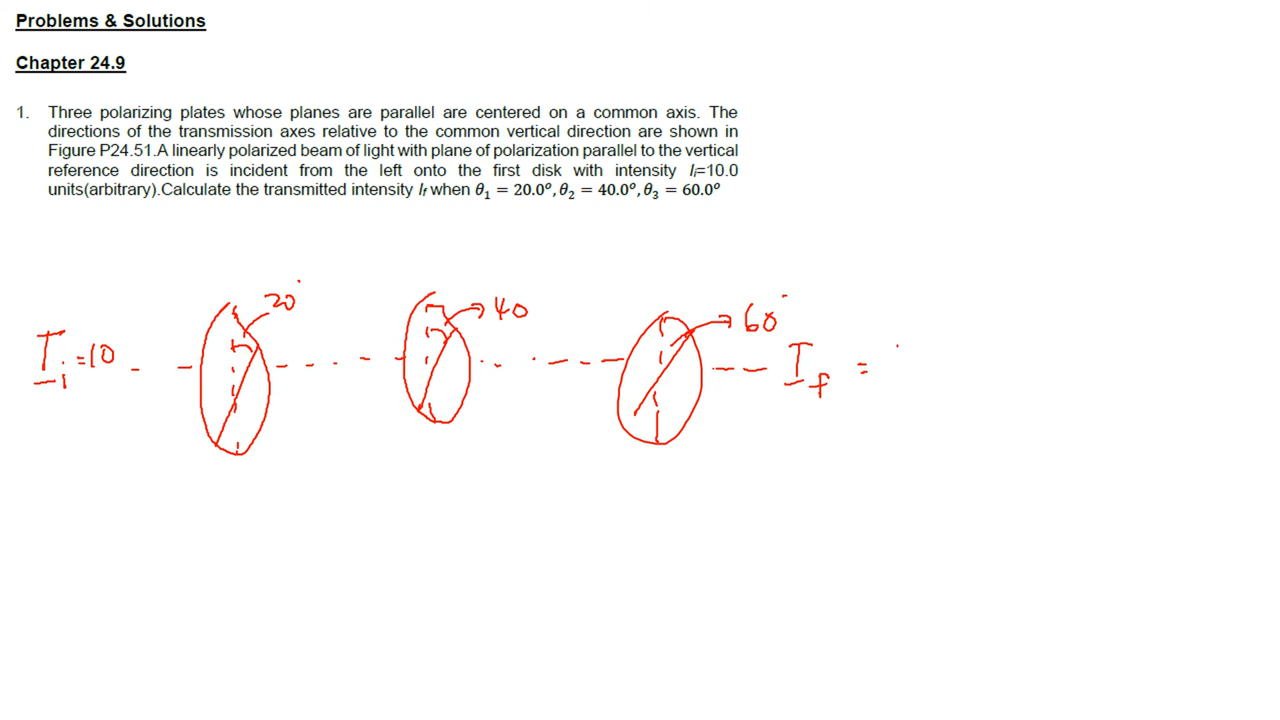 Problems & Solutions
Chapter 24.9
1. Three polarizing plates whose planes are parallel are centered on a common axis. The
directions of the transmission axes relative to the common vertical direction are shown in
Figure P24.51.A linearly polarized beam of light with plane of polarization parallel to the vertical
reference direction is incident from the left onto the first disk with intensity Iᵢ=10.0
units(arbitrary).Calculate the transmitted intensity If when θ₁ = 20.0°, θ₂ = 40.0°, θ₃ = 60.0°
20°
40
60°
Iᵢ=10
If =